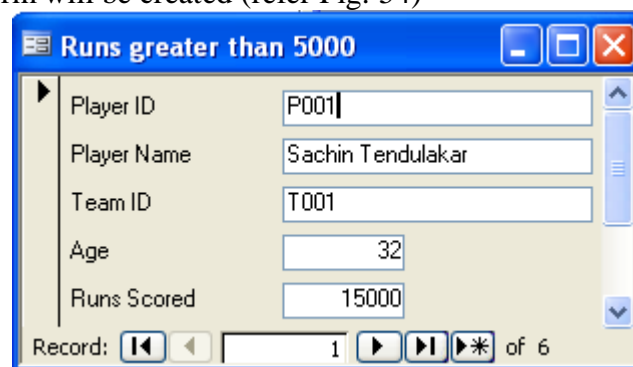 rm will be created (refer Fig. 34)
Runs greater than 5000
Player ID P001
Player Name Sachin Tendulakar
Team ID T001
Age 32
Runs Scored 15000
Record: 1 of 6